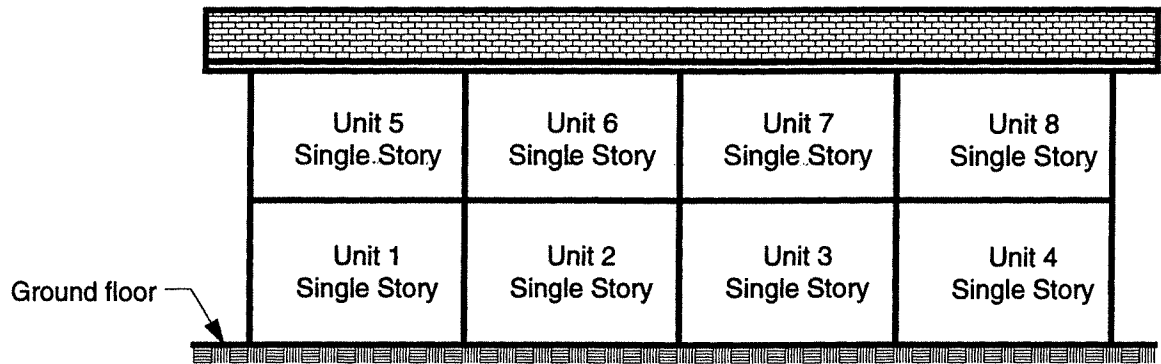 Unit 5
Single Story
Unit 6
Single Story
Unit 7
Single Story
Unit 8
Single Story
Unit 1
Single Story
Unit 2
Single Story
Unit 3
Single Story
Unit 4
Single Story
Ground floor